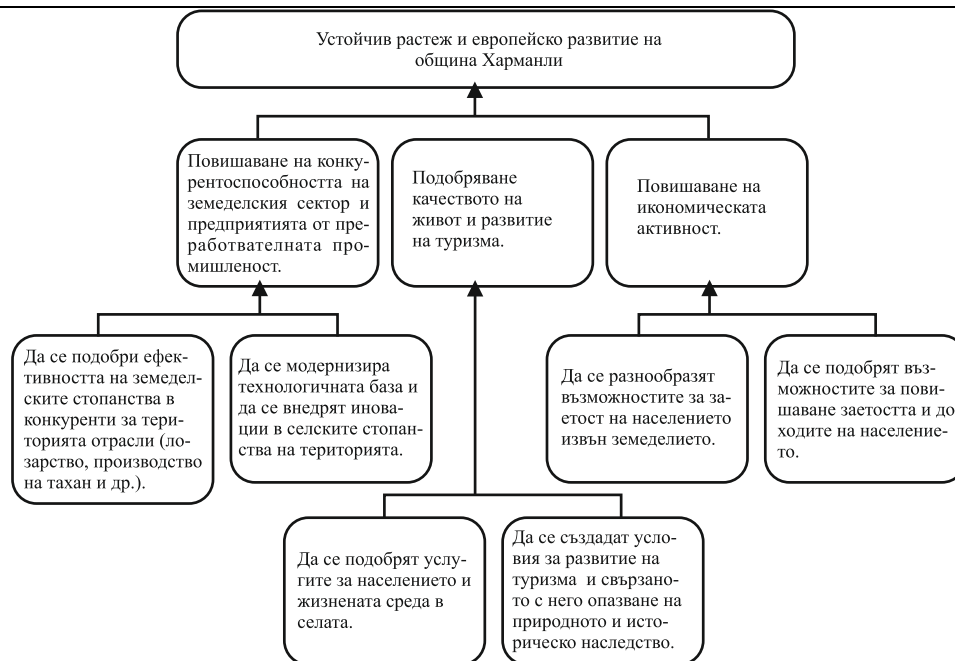 Устойчив растеж и европейско развитие на
община Харманли
Повишаване на конку-
рентоспособността на
земеделския сектор и
предприятията от пре-
работвателната про-
мишленост.
Подобряване
качеството на
живот и развитие
на туризма.
Повишаване на
икономическата
активност.
Да се подобри ефек-
тивността на земедел-
ските стопанства в
конкуренти за тери-
торията отрасли (ло-
зарство, производство
на тахан и др.).
Да се модернизира
технологичната база и
да се внедрят инова-
ции в селските стопан-
ства на територията.
Да се разнообразят
възможностите за за-
етост на населението
извън земеделието.
Да се подобрят въз-
можностите за пови-
шаване заетостта и до
ходите на население-
то.
Да се подобрят услу-
гите за населението и
жизнената среда в
селата.
Да се създадат усло-
вия за развитие на
туризма и свързано-
то с него опазване на
природното и исто-
рическо наследство.